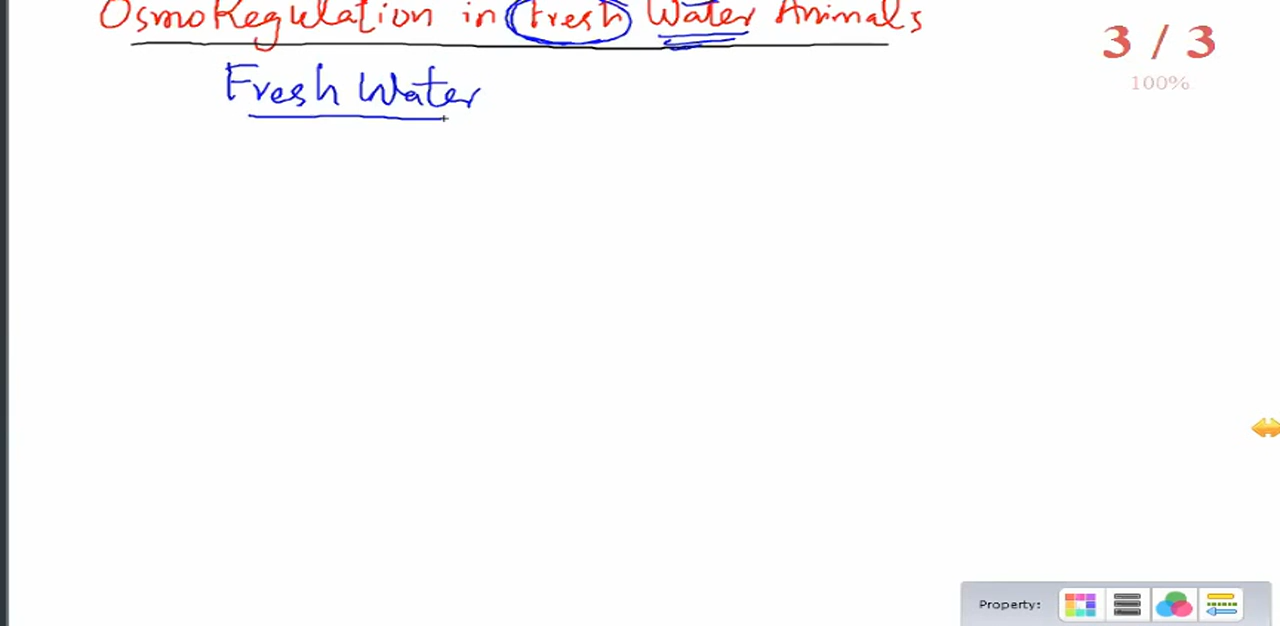 OsmoRegulation in Fresh Water Animals
3 / 3
100%
Fresh Water
Property: